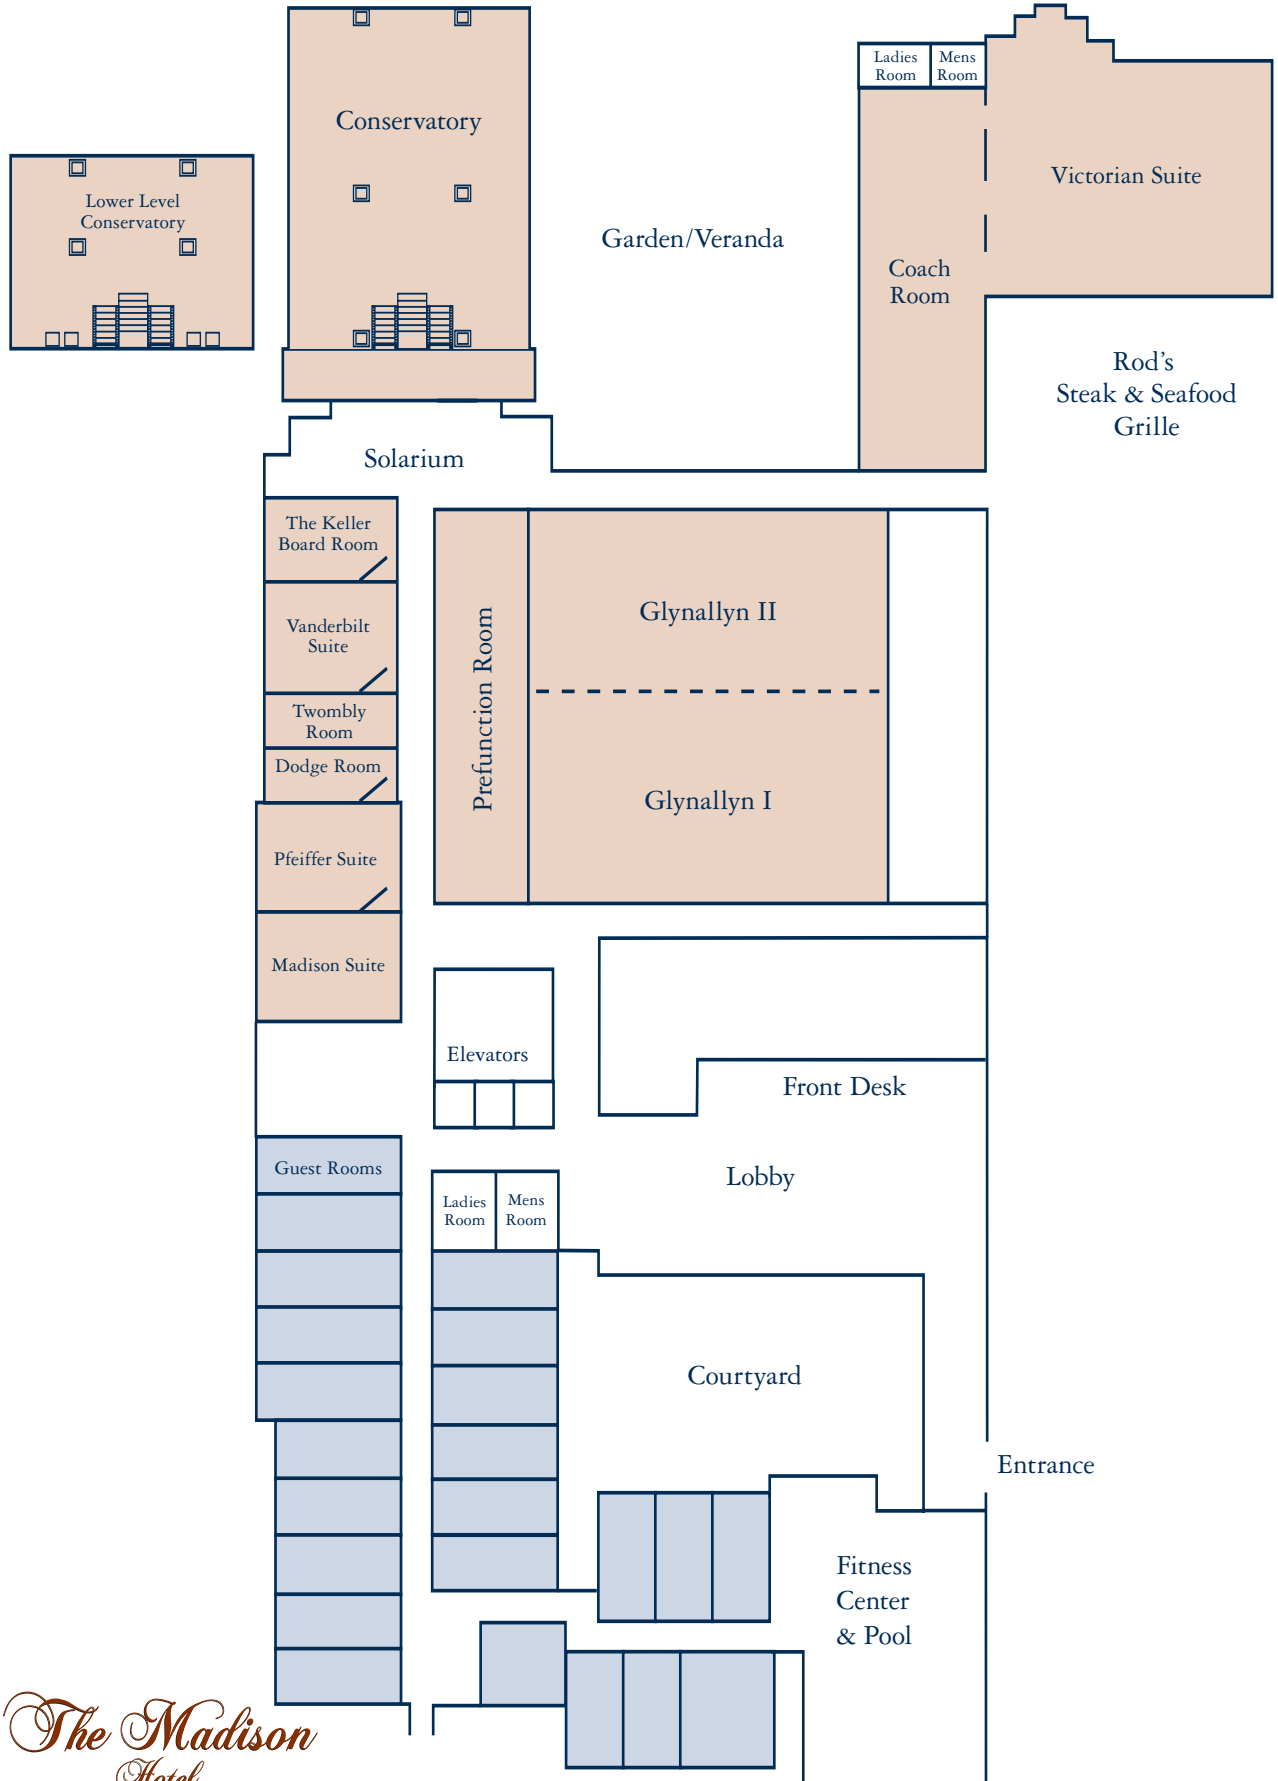 Conservatory
Ladies
Room
Mens
Room
Victorian Suite
Lower Level
Conservatory
Garden/Veranda
Coach
Room
Rod’s
Steak & Seafood
Grille
Solarium
The Keller
Board Room
Vanderbilt
Suite
Twombly
Room
Dodge Room
Pfeiffer Suite
Madison Suite
Prefunction Room
Glynallyn II
Glynallyn I
Elevators
Front Desk
Lobby
Guest Rooms
Ladies
Room
Mens
Room
Courtyard
Entrance
Fitness
Center
& Pool
The Madison
Hotel